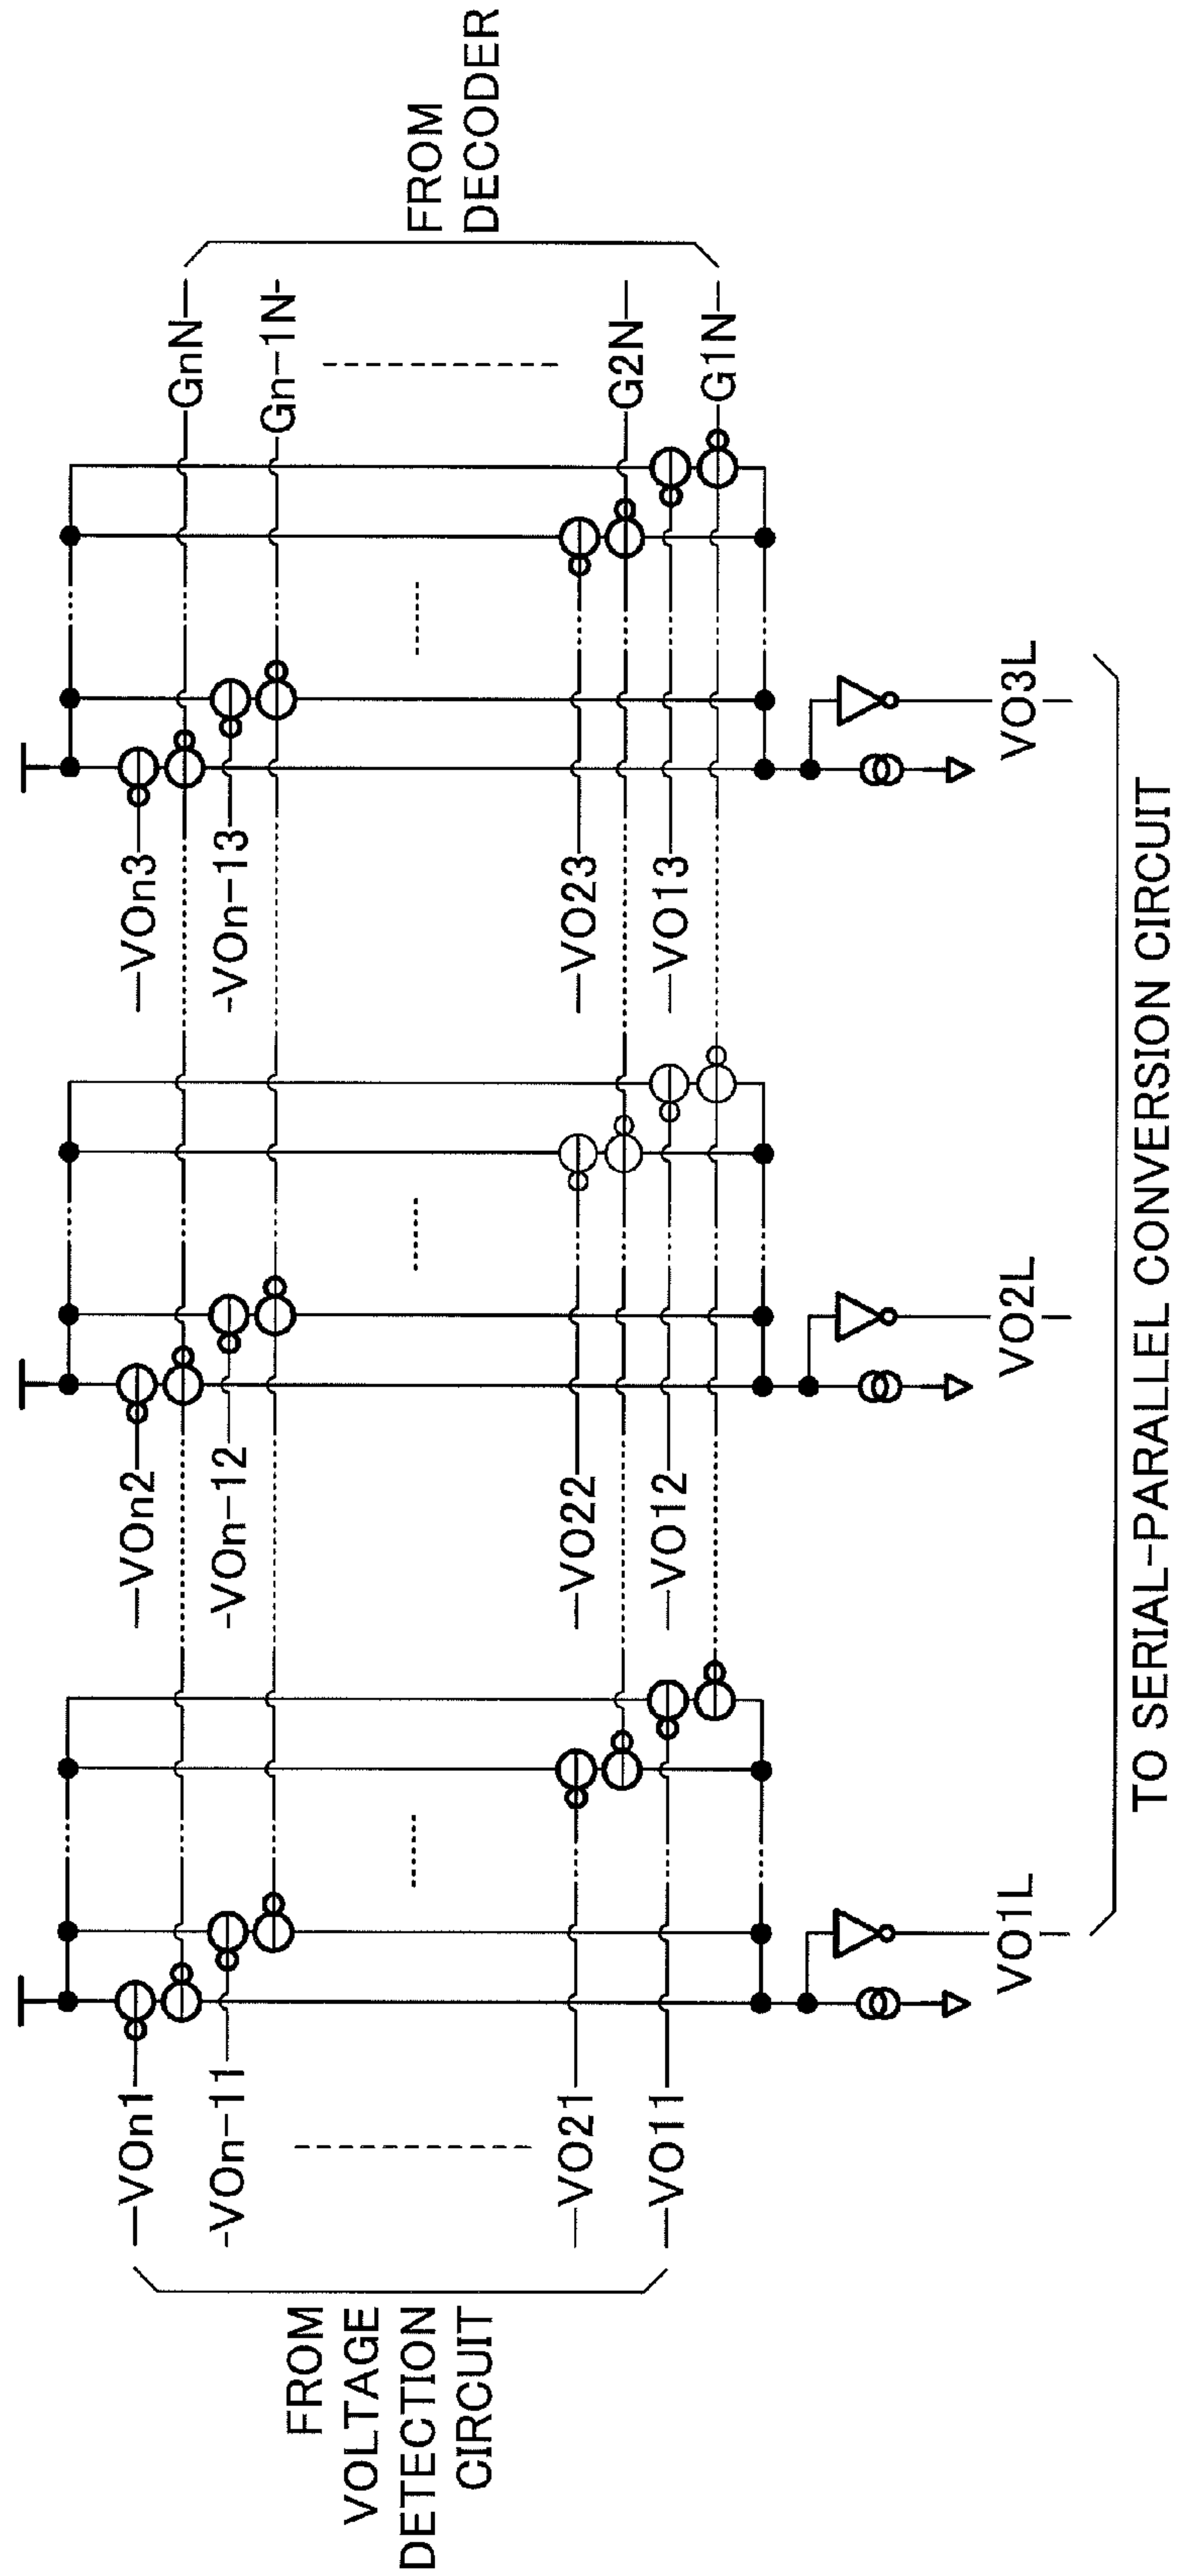 FROM
VOLTAGE
DETECTION
CIRCUIT
VOn1
VOn-11
VO21
VO11
VOn2
VOn-12
VO22
VO12
VOn3
VOn-13
VO23
VO13
GnN
Gn-1N
G2N
G1N
FROM
DECODER
VO1L
VO2L
VO3L
TO SERIAL-PARALLEL CONVERSION CIRCUIT